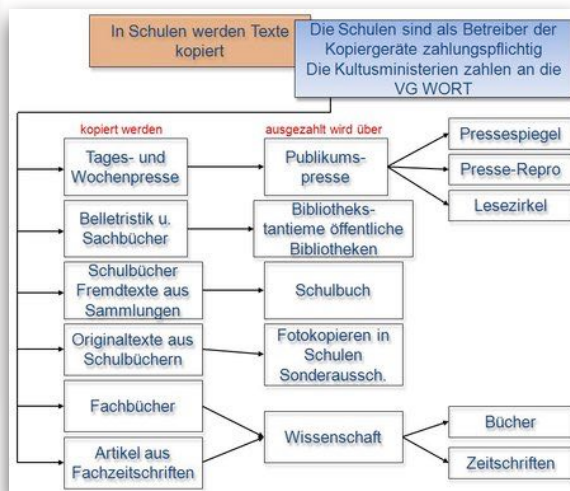 In Schulen werden Texte
kopiert
Die Schulen sind als Betreiber der
Kopiergeräte zahlungspflichtig
Die Kultusministerien zahlen an die
VG WORT
kopiert werden
ausgezahlt wird über
Tages- und
Wochenpresse
Publikums-
presse
Pressespiegel
Presse-Repro
Lesezirkel
Belletristik u.
Sachbücher
Bibliotheks-
tantieme öffentliche
Bibliotheken
Schulbücher
Fremdtexte aus
Sammlungen
Schulbuch
Originaltexte aus
Schulbüchern
Fotokopieren in
Schulen
Sonderaussch.
Fachbücher
Artikel aus
Fachzeitschriften
Wissenschaft
Bücher
Zeitschriften